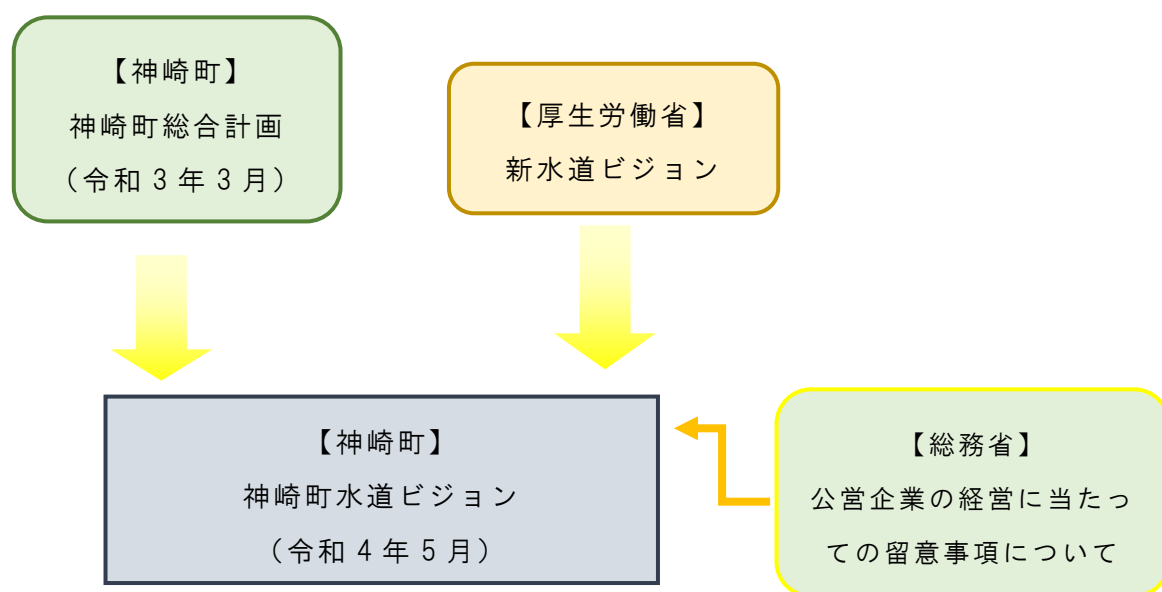 【神崎町】
神崎町総合計画
（令和3年3月）
【厚生労働省】
新水道ビジョン
【神崎町】
神崎町水道ビジョン
（令和4年5月）
【総務省】
公営企業の経営に当たっ
ての留意事項について